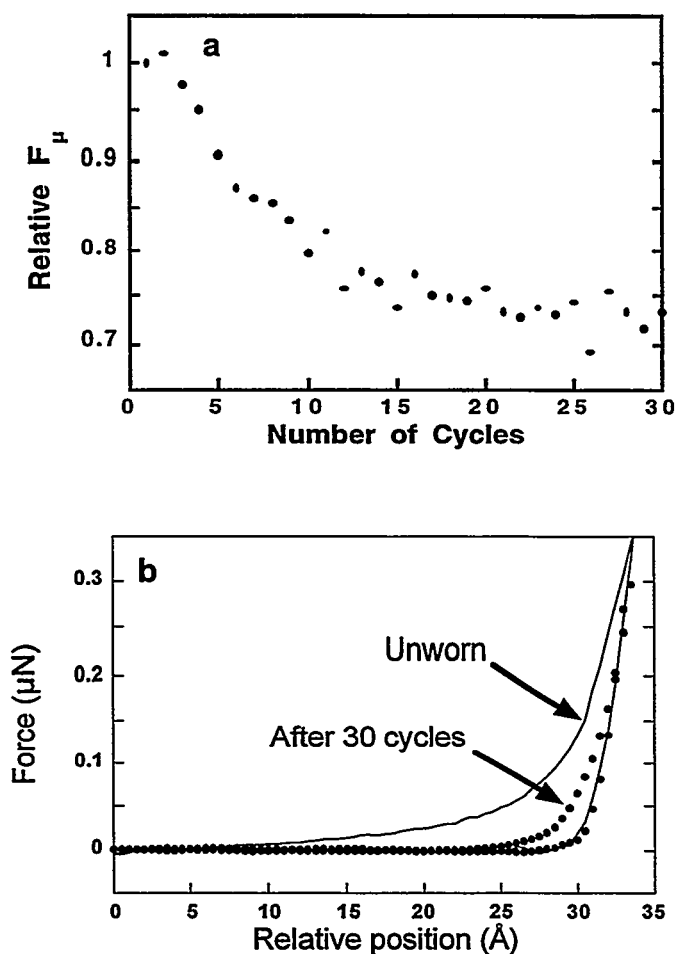 a
1
0.9
0.8
0.7
Relative Fμ
0 5 10 15 20 25 30
Number of Cycles
b
0.3
0.2
0.1
0
Force (μN)
Unworn
After 30 cycles
0 5 10 15 20 25 30 35
Relative position (Å)